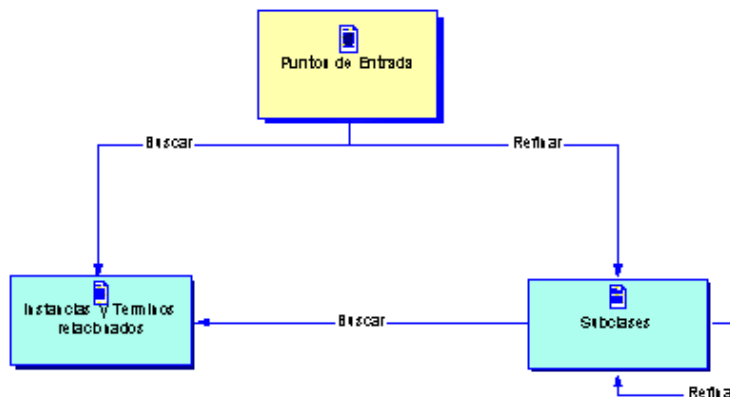 Puntos de Entrada
Buscar
Refinar
Instancias y Terminos
relacionados
Buscar
Subclases
Refinar